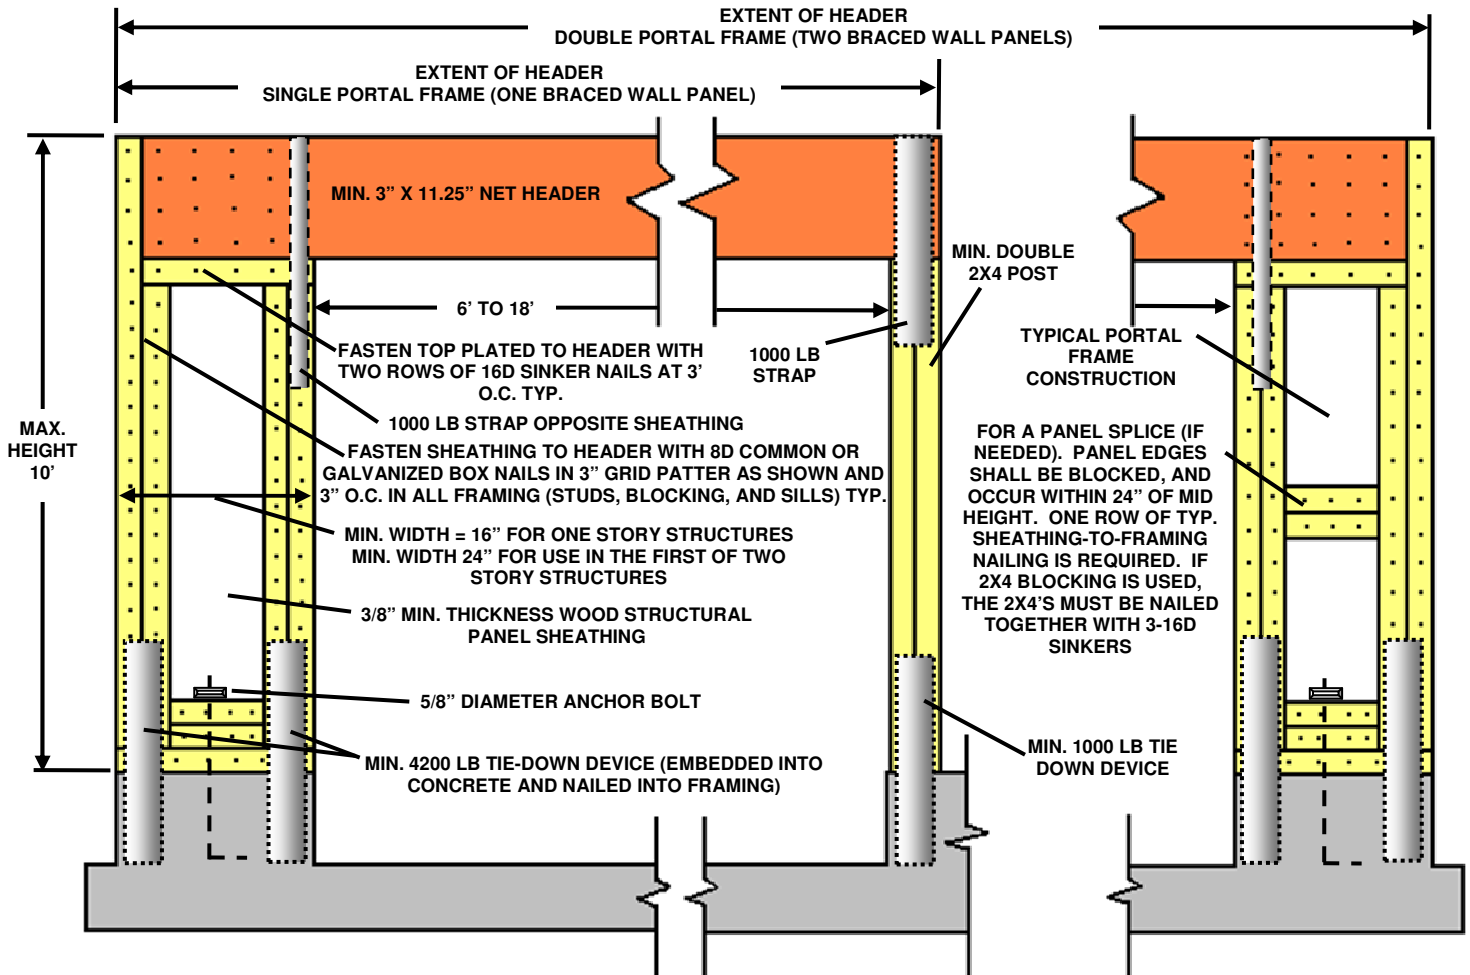 EXTENT OF HEADER
DOUBLE PORTAL FRAME (TWO BRACED WALL PANELS)
EXTENT OF HEADER
SINGLE PORTAL FRAME (ONE BRACED WALL PANEL)
MIN. 3” X 11.25” NET HEADER
MIN. DOUBLE
2X4 POST
6’ TO 18’
FASTEN TOP PLATED TO HEADER WITH
TWO ROWS OF 16D SINKER NAILS AT 3’
O.C. TYP.
1000 LB
STRAP
TYPICAL PORTAL
FRAME
CONSTRUCTION
1000 LB STRAP OPPOSITE SHEATHING
MAX.
HEIGHT
10’
FASTEN SHEATHING TO HEADER WITH 8D COMMON OR
GALVANIZED BOX NAILS IN 3” GRID PATTER AS SHOWN AND
3” O.C. IN ALL FRAMING (STUDS, BLOCKING, AND SILLS) TYP.
FOR A PANEL SPLICE (IF
NEEDED). PANEL EDGES
SHALL BE BLOCKED, AND
OCCUR WITHIN 24” OF MID
HEIGHT. ONE ROW OF TYP.
SHEATHING-TO-FRAMING
NAILING IS REQUIRED. IF
2X4 BLOCKING IS USED,
THE 2X4’S MUST BE NAILED
TOGETHER WITH 3-16D
SINKERS
MIN. WIDTH = 16” FOR ONE STORY STRUCTURES
MIN. WIDTH 24” FOR USE IN THE FIRST OF TWO
STORY STRUCTURES
3/8” MIN. THICKNESS WOOD STRUCTURAL
PANEL SHEATHING
5/8” DIAMETER ANCHOR BOLT
MIN. 4200 LB TIE-DOWN DEVICE (EMBEDDED INTO
CONCRETE AND NAILED INTO FRAMING)
MIN. 1000 LB TIE
DOWN DEVICE